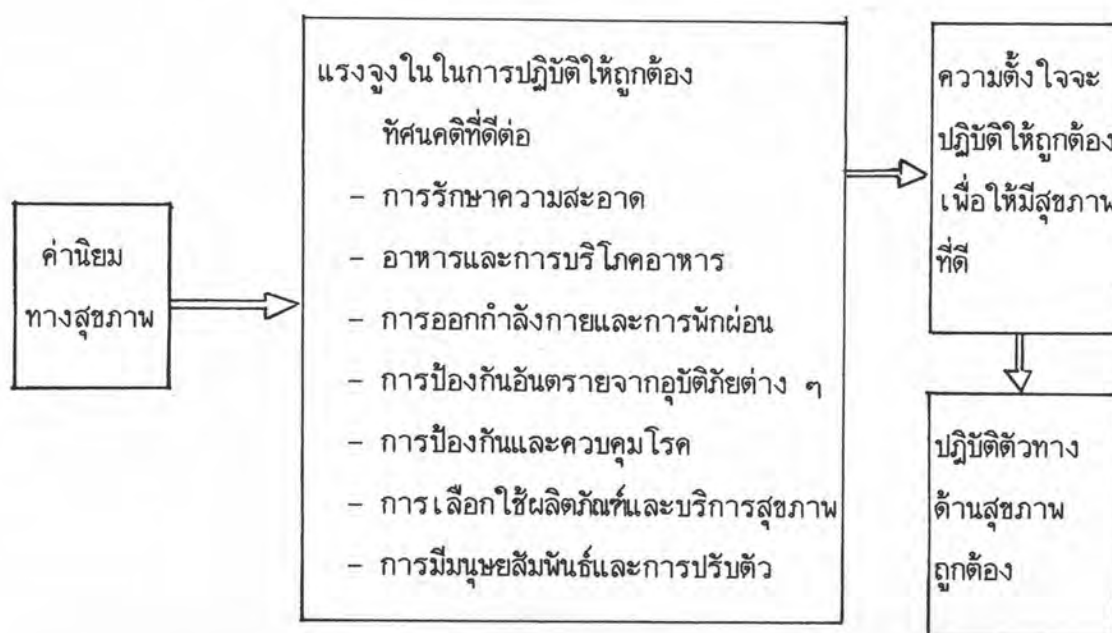 ค่านิยม
ทางสุขภาพ
แรงจูงในในการปฏิบัติให้ถูกต้อง
ทัศนคติที่ดีต่อ
- การรักษาความสะอาด
- อาหารและการบริโภคอาหาร
- การออกกำลังกายและการพักผ่อน
- การป้องกันอันตรายจากอุบัติภัยต่าง ๆ
- การป้องกันและควบคุมโรค
- การเลือกใช้ผลิตภัณฑ์และบริการสุขภาพ
- การมีมนุษยสัมพันธ์และการปรับตัว
ความตั้งใจจะ
ปฏิบัติให้ถูกต้อง
เพื่อให้มีสุขภาพ
ที่ดี
ปฏิบัติตัวทาง
ด้านสุขภาพ
ถูกต้อง